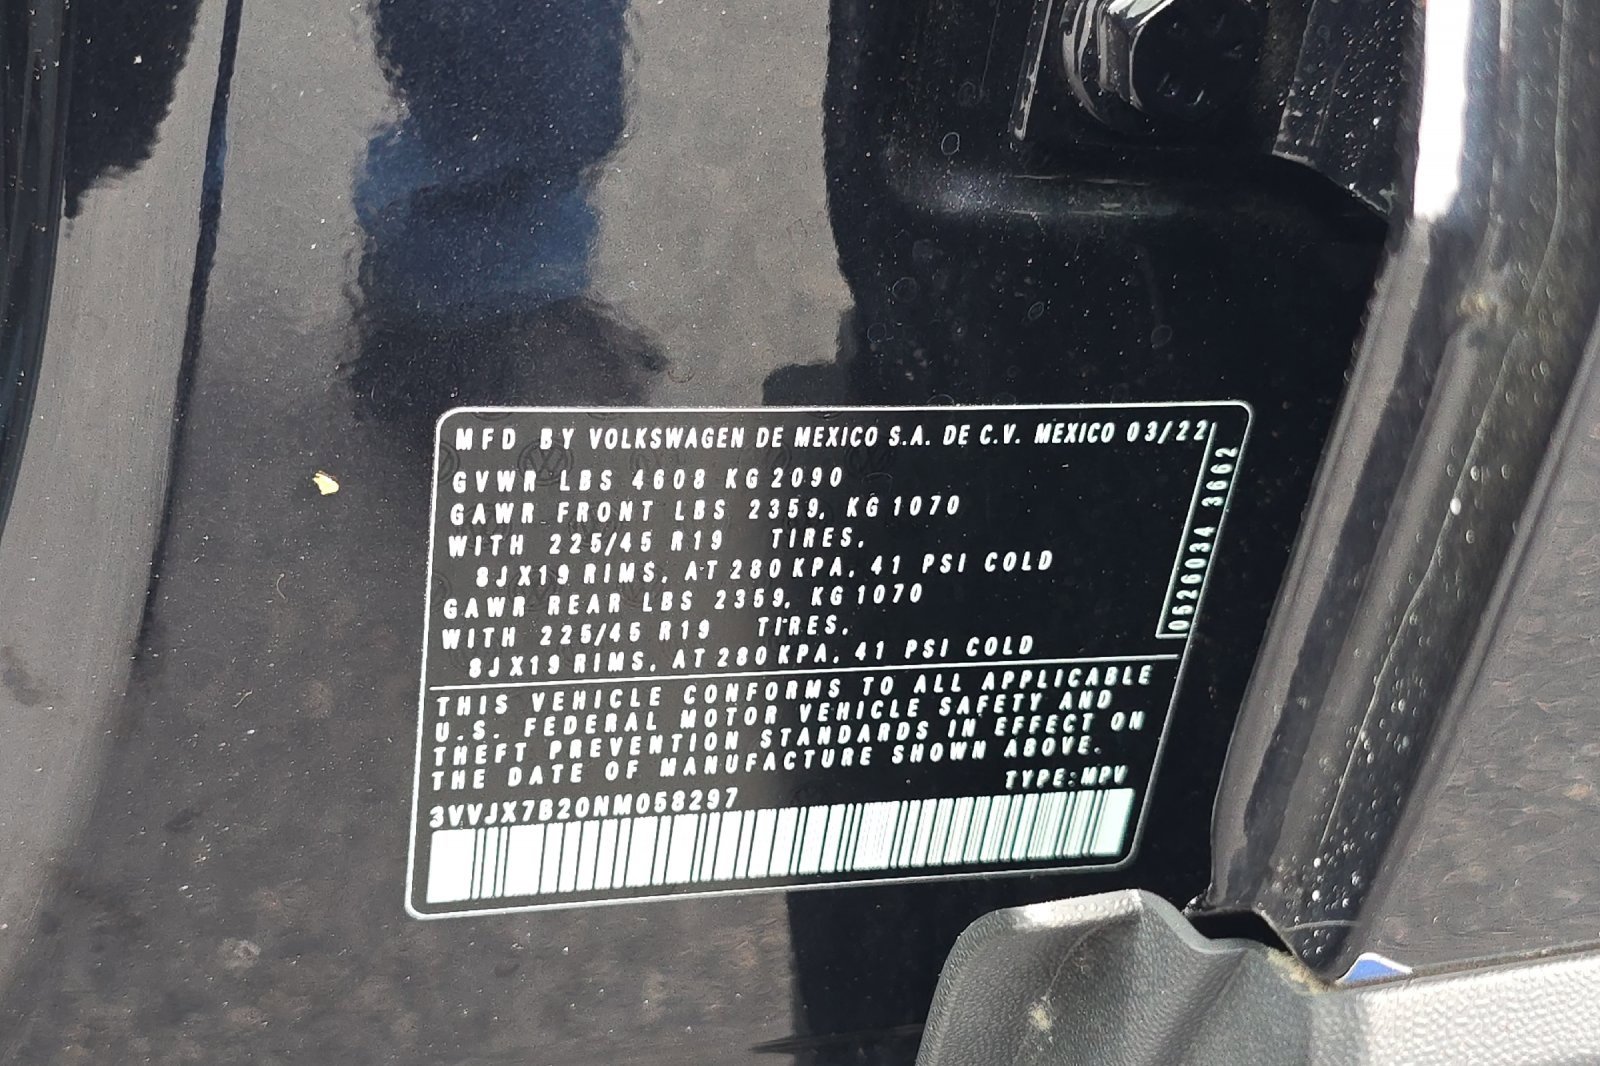 MFD BY VOLKSWAGEN DE MEXICO S.A. DE C.V. MEXICO 03/22
GVWR LBS 4608 KG 2090
GAWR FRONT LBS 2359, KG 1070
WITH 225/45 R19 TIRES,
8JX19 RIMS, AT 280 KPA, 41 PSI COLD
GAWR REAR LBS 2359, KG 1070
WITH 225/45 R19 TIRES,
8JX19 RIMS, AT 280 KPA, 41 PSI COLD
0626034 3662
THIS VEHICLE CONFORMS TO ALL APPLICABLE
U.S. FEDERAL MOTOR VEHICLE SAFETY AND
THEFT PREVENTION STANDARDS IN EFFECT ON
THE DATE OF MANUFACTURE SHOWN ABOVE.
TYPE: MPV
3VVJX7B20NM058297